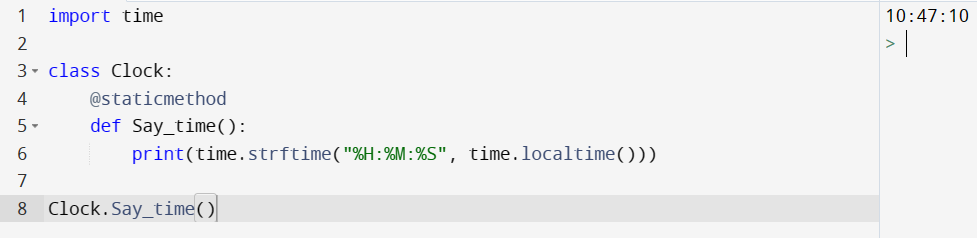 1 import time
2
3 class Clock:
4     @staticmethod
5     def Say_time():
6         print(time.strftime("%H:%M:%S", time.localtime()))
7
8 Clock.Say_time()
10:47:10
>